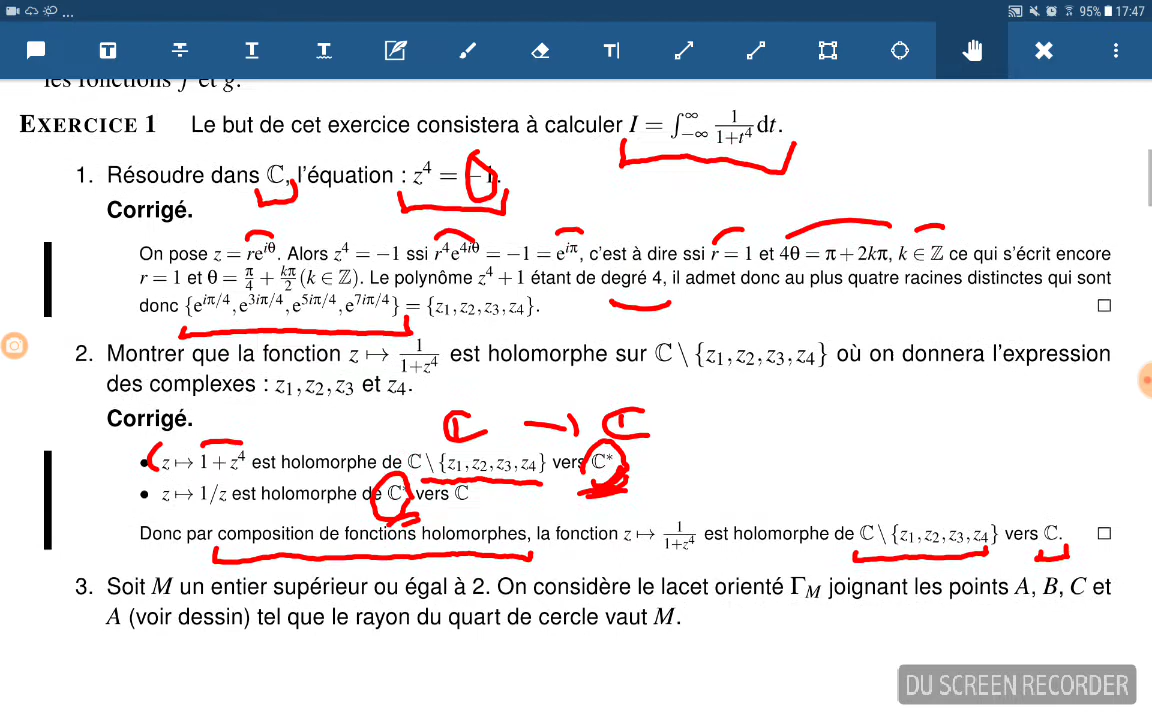 ... 95% 17:47
T T T T T|
les fonctions f et g.
EXERCICE 1 Le but de cet exercice consistera à calculer I = ∫_{-∞}^{∞} 1/(1+t⁴) dt.
1. Résoudre dans ℂ, l'équation : z⁴ = −1.
Corrigé.
On pose z = re^{iθ}. Alors z⁴ = −1 ssi r⁴e^{4iθ} = −1 = e^{iπ}, c'est à dire ssi r = 1 et 4θ = π + 2kπ, k ∈ ℤ ce qui s'écrit encore
r = 1 et θ = π/4 + kπ/2 (k ∈ ℤ). Le polynôme z⁴ + 1 étant de degré 4, il admet donc au plus quatre racines distinctes qui sont
donc {e^{iπ/4}, e^{3iπ/4}, e^{5iπ/4}, e^{7iπ/4}} = {z₁, z₂, z₃, z₄}. □
2. Montrer que la fonction z ↦ 1/(1+z⁴) est holomorphe sur ℂ \ {z₁, z₂, z₃, z₄} où on donnera l'expression
des complexes : z₁, z₂, z₃ et z₄.
Corrigé.
ℂ → ℂ
• z ↦ 1 + z⁴ est holomorphe de ℂ \ {z₁, z₂, z₃, z₄} vers ℂ*
• z ↦ 1/z est holomorphe de ℂ* vers ℂ
Donc par composition de fonctions holomorphes, la fonction z ↦ 1/(1+z⁴) est holomorphe de ℂ \ {z₁, z₂, z₃, z₄} vers ℂ. □
3. Soit M un entier supérieur ou égal à 2. On considère le lacet orienté Γ_M joignant les points A, B, C et
A (voir dessin) tel que le rayon du quart de cercle vaut M.
DU SCREEN RECORDER